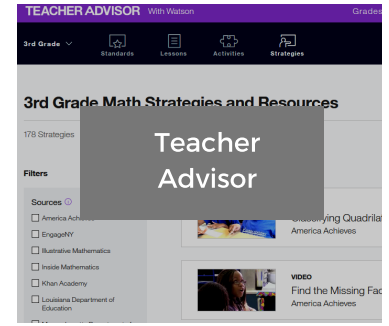 TEACHER ADVISOR With Watson
Grades
3rd Grade
Standards
Lessons
Activities
Strategies
3rd Grade Math Strategies and Resources
178 Strategies
Teacher
Advisor
Filters
Sources
America
EngageNY
Illustrative Mathematics
Inside Mathematics
Khan Academy
Louisiana Department of
Education
America Achieves
VIDEO
Find the Missing
America Achieves